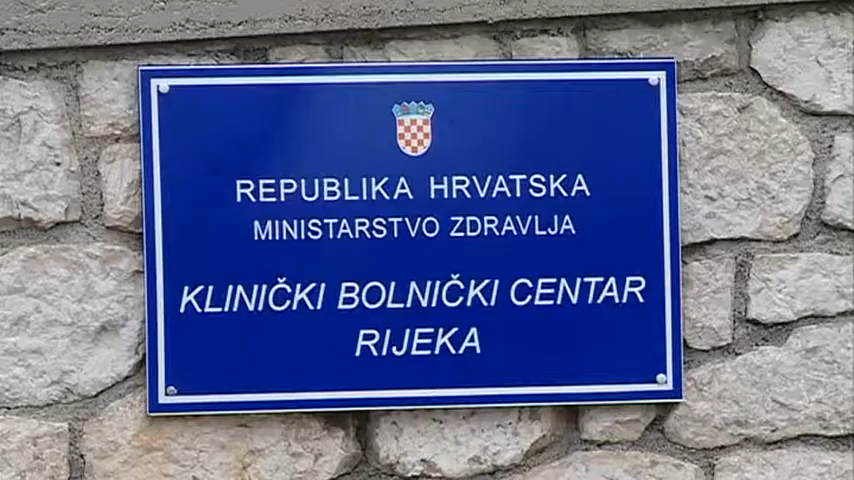 REPUBLIKA HRVATSKA
MINISTARSTVO ZDRAVLJA
KLINIČKI BOLNIČKI CENTAR
RIJEKA